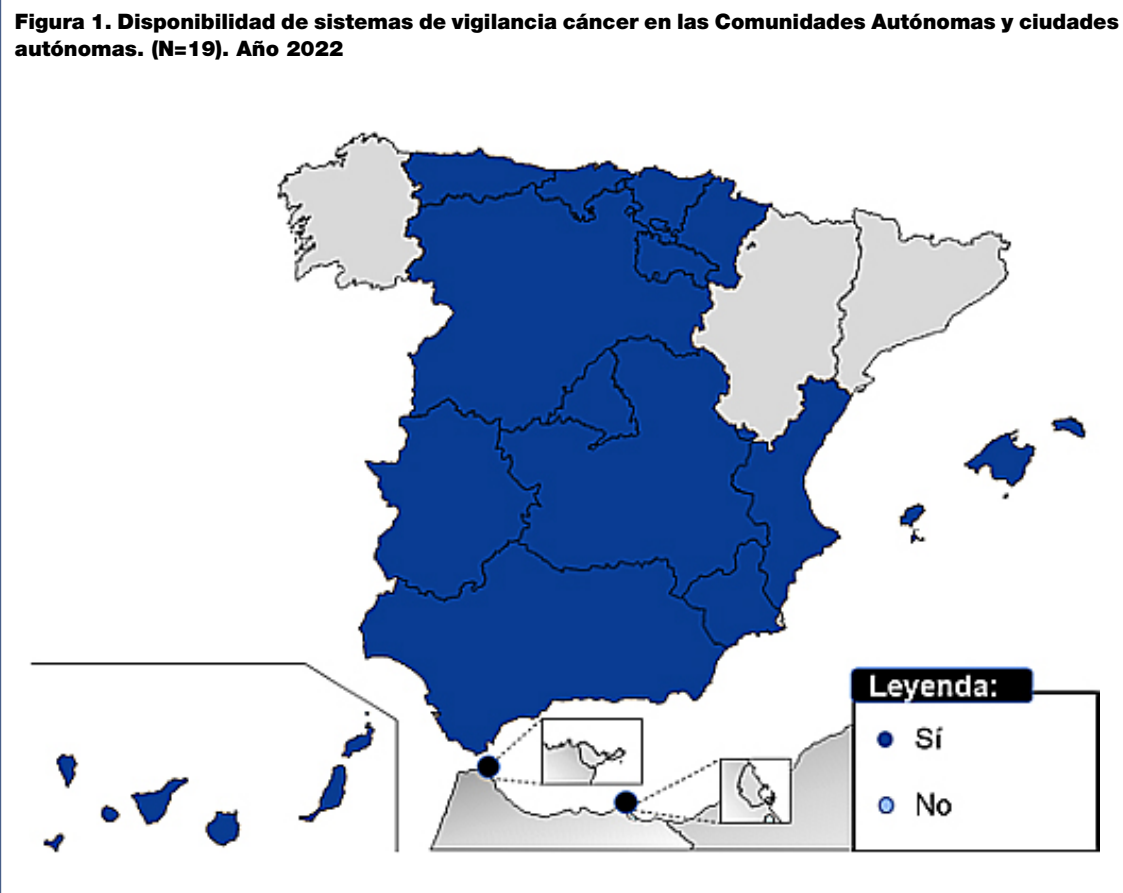 Figura 1. Disponibilidad de sistemas de vigilancia cáncer en las Comunidades Autónomas y ciudades
autónomas. (N=19). Año 2022
Leyenda:
Sí
No